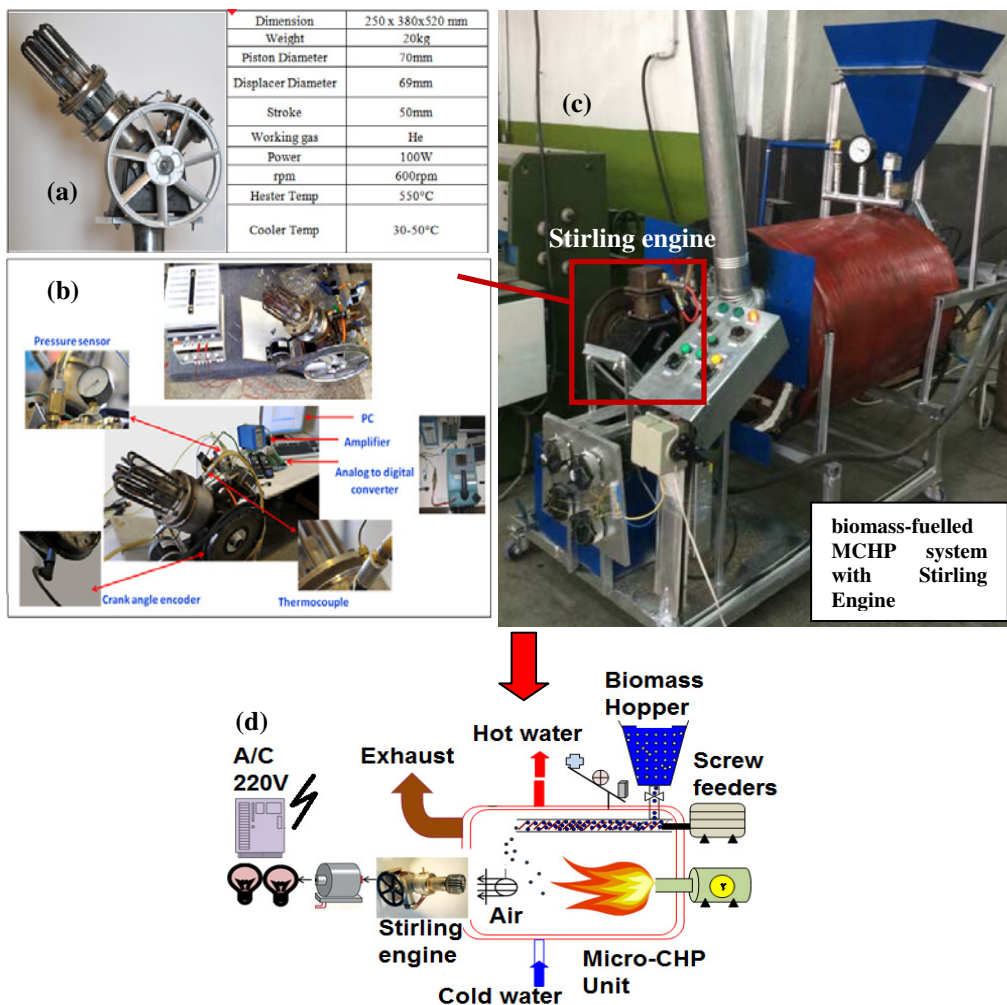 (a)
Dimension 250 x 380x520 mm
Weight 20kg
Piston Diameter 70mm
Displacer Diameter 69mm
Stroke 50mm
Working gas He
Power 100W
rpm 600rpm
Hester Temp 550°C
Cooler Temp 30-50°C
(b)
Pressure sensor
PC
Amplifier
Analog to digital
converter
Crank angle encoder
Thermocouple
(c)
Stirling engine
biomass-fuelled
MCHP system
with Stirling
Engine
(d)
A/C
220V
Exhaust
Hot water
Biomass
Hopper
Screw
feeders
Stirling
engine
Air
Micro-CHP
Unit
Cold water
۲